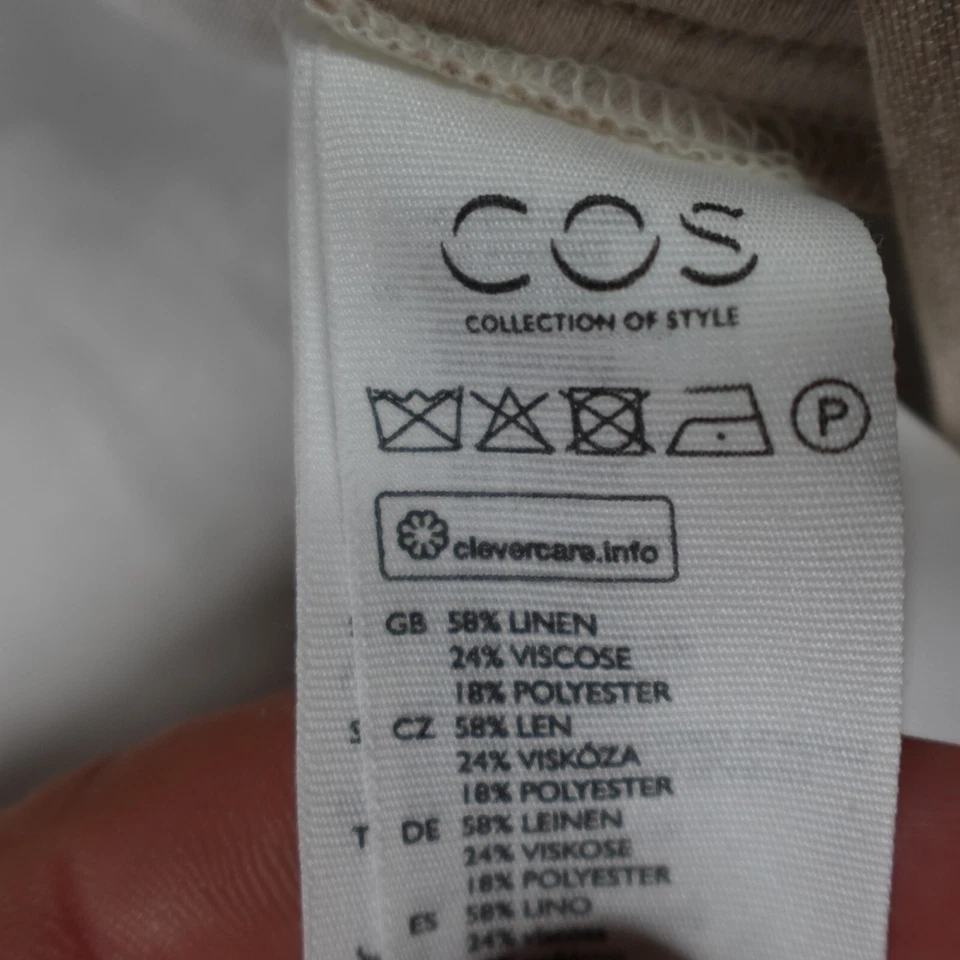 COS
COLLECTION OF STYLE
P
clevercare.info
GB 58% LINEN
24% VISCOSE
18% POLYESTER
S CZ 58% LEN
24% VISKÓZA
18% POLYESTER
T DE 58% LEINEN
24% VISKOSE
18% POLYESTER
ES 58% LINO
24%